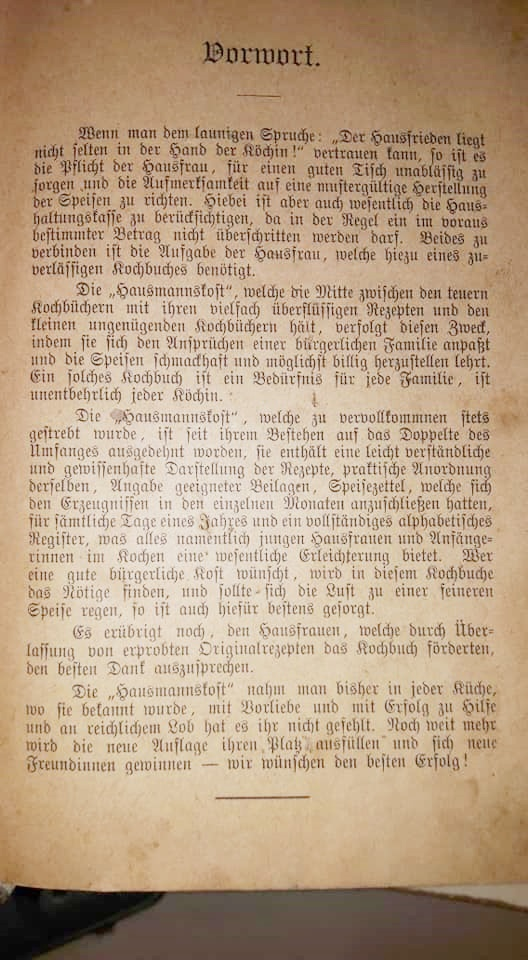 Vorwort.
Wenn man dem launigen Spruche: „Der Hausfrieden liegt
nicht selten in der Hand der Köchin!“ vertrauen kann, so ist es
die Pflicht der Hausfrau, für einen guten Tisch unablässig zu
sorgen und die Aufmerksamkeit auf eine mustergültige Herstellung
der Speisen zu richten. Hiebei ist aber auch wesentlich die Haus-
haltungskasse zu berücksichtigen, da in der Regel ein im voraus
bestimmter Betrag nicht überschritten werden darf. Beides zu
verbinden ist die Aufgabe der Hausfrau, welche hiezu eines zu-
verlässigen Kochbuches benötigt.
Die „Hausmannskost“, welche die Mitte zwischen den teuern
Kochbüchern mit ihren vielfach überflüssigen Rezepten und den
kleinen ungenügenden Kochbüchern hält, verfolgt diesen Zweck,
indem sie sich den Ansprüchen einer bürgerlichen Familie anpaßt
und die Speisen schmackhaft und möglichst billig herzustellen lehrt.
Ein solches Kochbuch ist ein Bedürfnis für jede Familie, ist
unentbehrlich jeder Köchin.
Die „Hausmannskost“, welche zu vervollkommnen stets
gestrebt wurde, ist seit ihrem Bestehen auf das Doppelte des
Umfanges ausgedehnt worden, sie enthält eine leicht verständliche
und gewissenhafte Darstellung der Rezepte, praktische Anordnung
derselben, Angabe geeigneter Beilagen, Speisezettel, welche sich
den Erzeugnissen in den einzelnen Monaten anzuschließen hatten,
für sämtliche Tage eines Jahres und ein vollständiges alphabetisches
Register, was alles namentlich jungen Hausfrauen und Anfänge-
rinnen im Kochen eine wesentliche Erleichterung bietet. Wer
eine gute bürgerliche Kost wünscht, wird in diesem Kochbuche
das Nötige finden, und sollte sich die Lust zu einer feineren
Speise regen, so ist auch hiefür bestens gesorgt.
Es erübrigt noch, den Hausfrauen, welche durch Über-
lassung von erprobten Originalrezepten das Kochbuch förderten,
den besten Dank auszusprechen.
Die „Hausmannskost“ nahm man bisher in jeder Küche,
wo sie bekannt wurde, mit Vorliebe und mit Erfolg zu Hilfe
und an reichlichem Lob hat es ihr nicht gefehlt. Noch weit mehr
wird die neue Auflage ihren Platz ausfüllen und sich neue
Freundinnen gewinnen — wir wünschen den besten Erfolg!